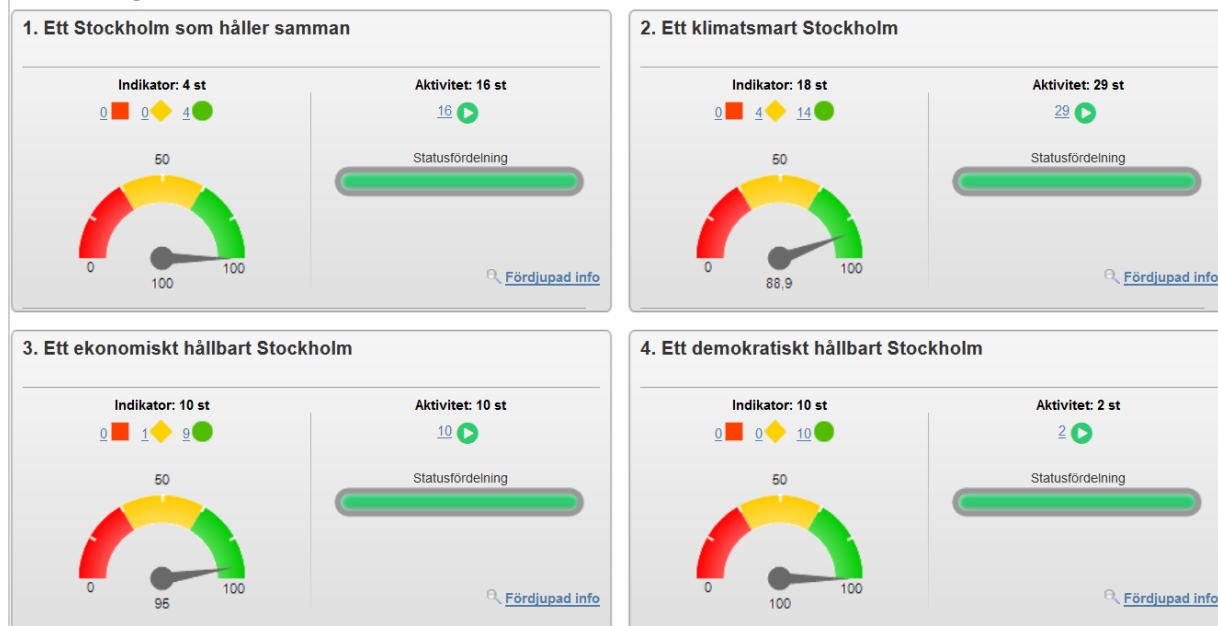 1. Ett Stockholm som håller samman
Indikator: 4 st
Aktivitet: 16 st
0 0 4
16
50
Statusfördelning
0 100
100
Fördjupad info
2. Ett klimatsmart Stockholm
Indikator: 18 st
Aktivitet: 29 st
0 4 14
29
50
Statusfördelning
0 100
88,9
Fördjupad info
3. Ett ekonomiskt hållbart Stockholm
Indikator: 10 st
Aktivitet: 10 st
0 1 9
10
50
Statusfördelning
0 100
95
Fördjupad info
4. Ett demokratiskt hållbart Stockholm
Indikator: 10 st
Aktivitet: 2 st
0 0 10
2
50
Statusfördelning
0 100
100
Fördjupad info